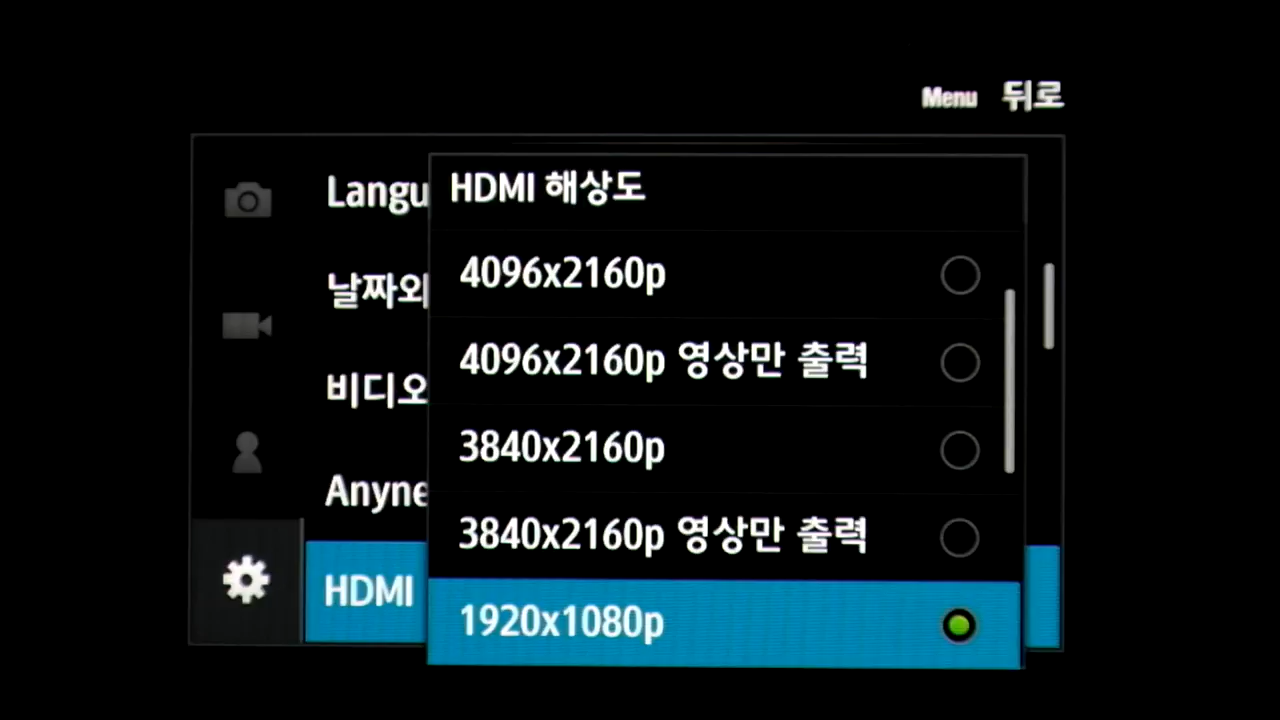 Menu 뒤로
HDMI 해상도
Langu
4096x2160p
날짜와
4096x2160p 영상만 출력
비디오
3840x2160p
Anyne
3840x2160p 영상만 출력
HDMI
1920x1080p